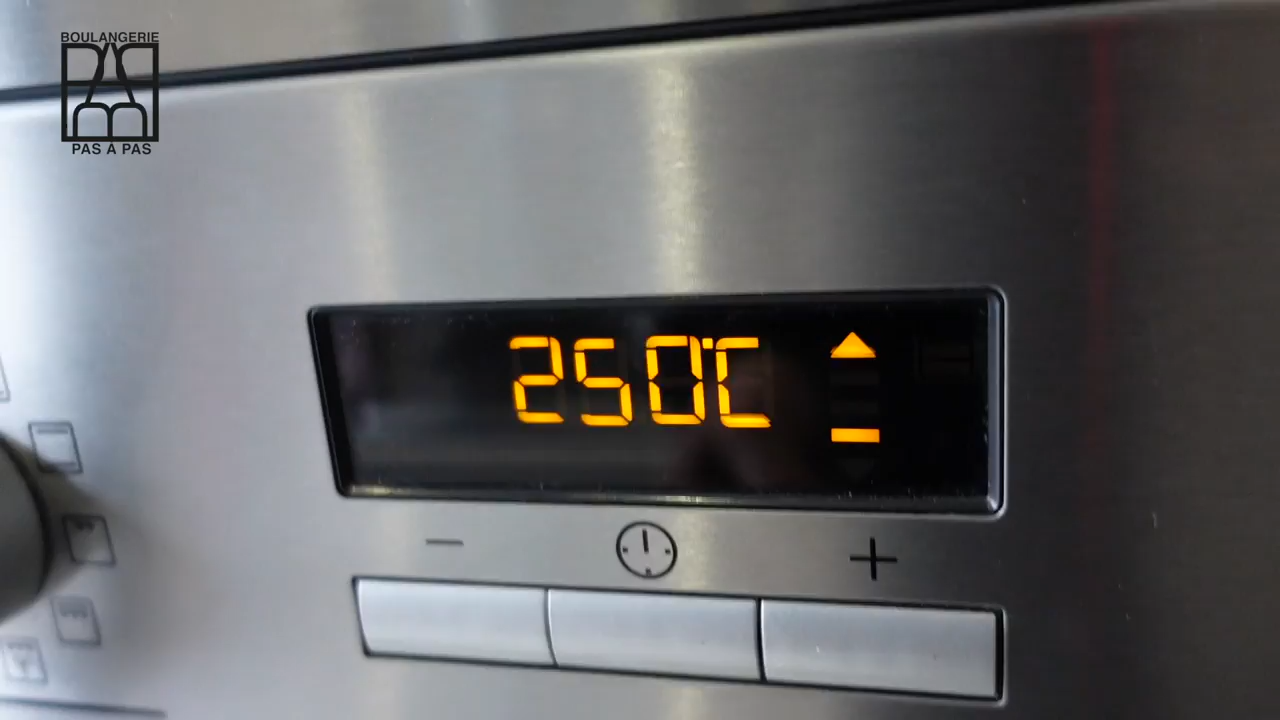 BOULANGERIE
PAS À PAS
250°C
− +